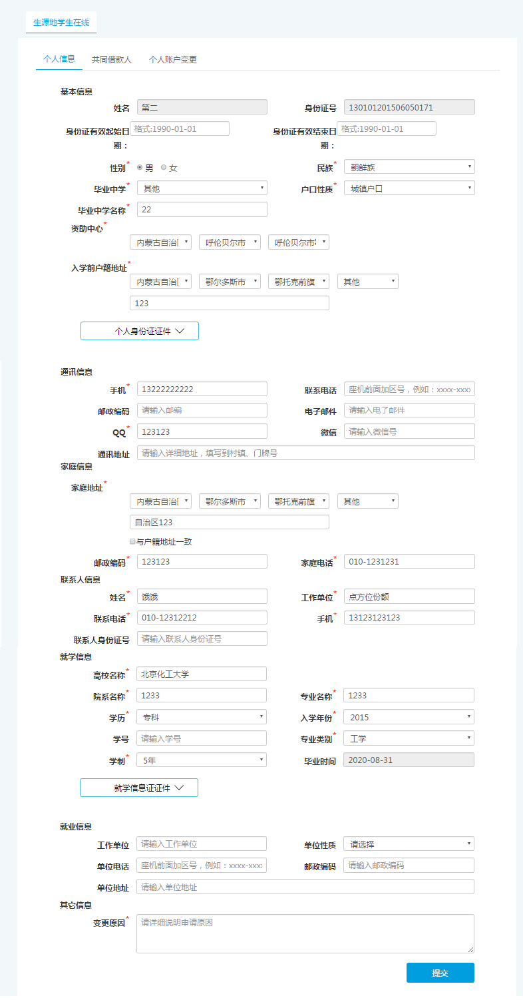 生源地学生在线
个人信息 共同借款人 个人账户变更
基本信息
姓名 第二 身份证号 130101201506050171
身份证有效起始日期： 格式:1990-01-01 身份证有效结束日期： 格式:1990-01-01
性别* 男 女 民族* 朝鲜族
毕业中学* 其他 户口性质* 城镇户口
毕业中学名称* 22
资助中心*
内蒙古自治 呼伦贝尔市 呼伦贝尔市
入学前户籍地址*
内蒙古自治 鄂尔多斯市 鄂托克前旗 其他
123
个人身份证证件
通讯信息
手机* 13222222222 联系电话 座机前面加区号，例如：xxxx-xxx
邮政编码 请输入邮编 电子邮件 请输入电子邮件
QQ* 123123 微信 请输入微信号
通讯地址 请输入详细地址，填写到村镇、门牌号
家庭信息
家庭地址*
内蒙古自治 鄂尔多斯市 鄂托克前旗 其他
自治区123
与户籍地址一致
邮政编码* 123123 家庭电话* 010-1231231
联系人信息
姓名* 饿饿 工作单位* 点方位份额
联系电话* 010-12312212 手机* 13123123123
联系人身份证号 请输入联系人身份证号
就学信息
高校名称* 北京化工大学
院系名称* 1233 专业名称* 1233
学历* 专科 入学年份* 2015
学号 请输入学号 专业类别* 工学
学制* 5年 毕业时间 2020-08-31
就学信息证证件
就业信息
工作单位 请输入工作单位 单位性质 请选择
单位电话 座机前面加区号，例如：xxxx-xxx 邮政编码 请输入邮政编码
单位地址 请输入单位地址
其它信息
变更原因* 请详细说明申请原因
提交